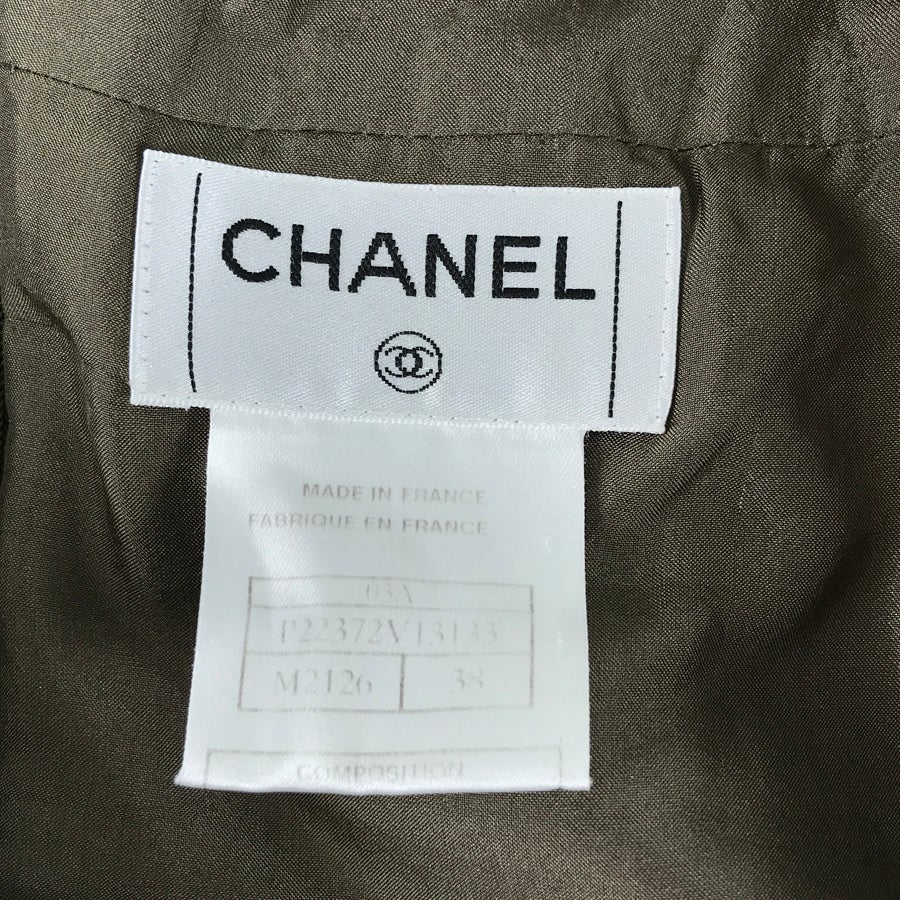 CHANEL
MADE IN FRANCE
FABRIQUE EN FRANCE
03A
P22372V13133
M2126 38
COMPOSITION